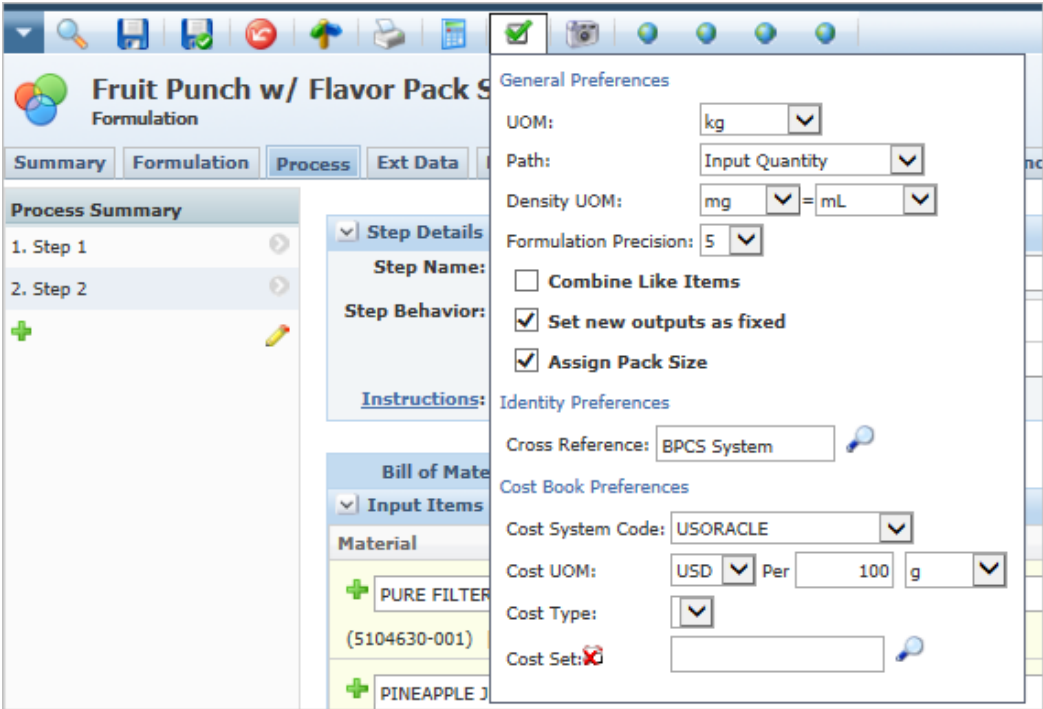 Fruit Punch w/ Flavor Pack S
Formulation
Summary Formulation Process Ext Data
Process Summary
1. Step 1
2. Step 2
Step Details
Step Name:
Step Behavior:
Instructions:
Bill of Mate
Input Items
Material
PURE FILTER
(5104630-001)
PINEAPPLE J
General Preferences
UOM: kg
Path: Input Quantity
Density UOM: mg = mL
Formulation Precision: 5
Combine Like Items
Set new outputs as fixed
Assign Pack Size
Identity Preferences
Cross Reference: BPCS System
Cost Book Preferences
Cost System Code: USORACLE
Cost UOM: USD Per 100 g
Cost Type:
Cost Set: